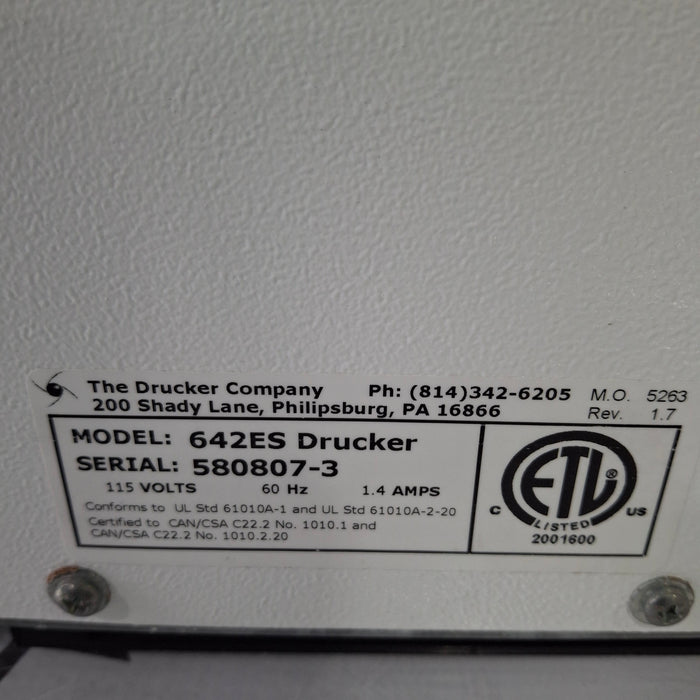 The Drucker Company Ph: (814)342-6205 M.O. 5263
200 Shady Lane, Philipsburg, PA 16866 Rev. 1.7
MODEL: 642ES Drucker
SERIAL: 580807-3
115 VOLTS 60 Hz 1.4 AMPS
Conforms to UL Std 61010A-1 and UL Std 61010A-2-20
Certified to CAN/CSA C22.2 No. 1010.1 and
CAN/CSA C22.2 No. 1010.2.20
ETL ®
C US
LISTED
2001600